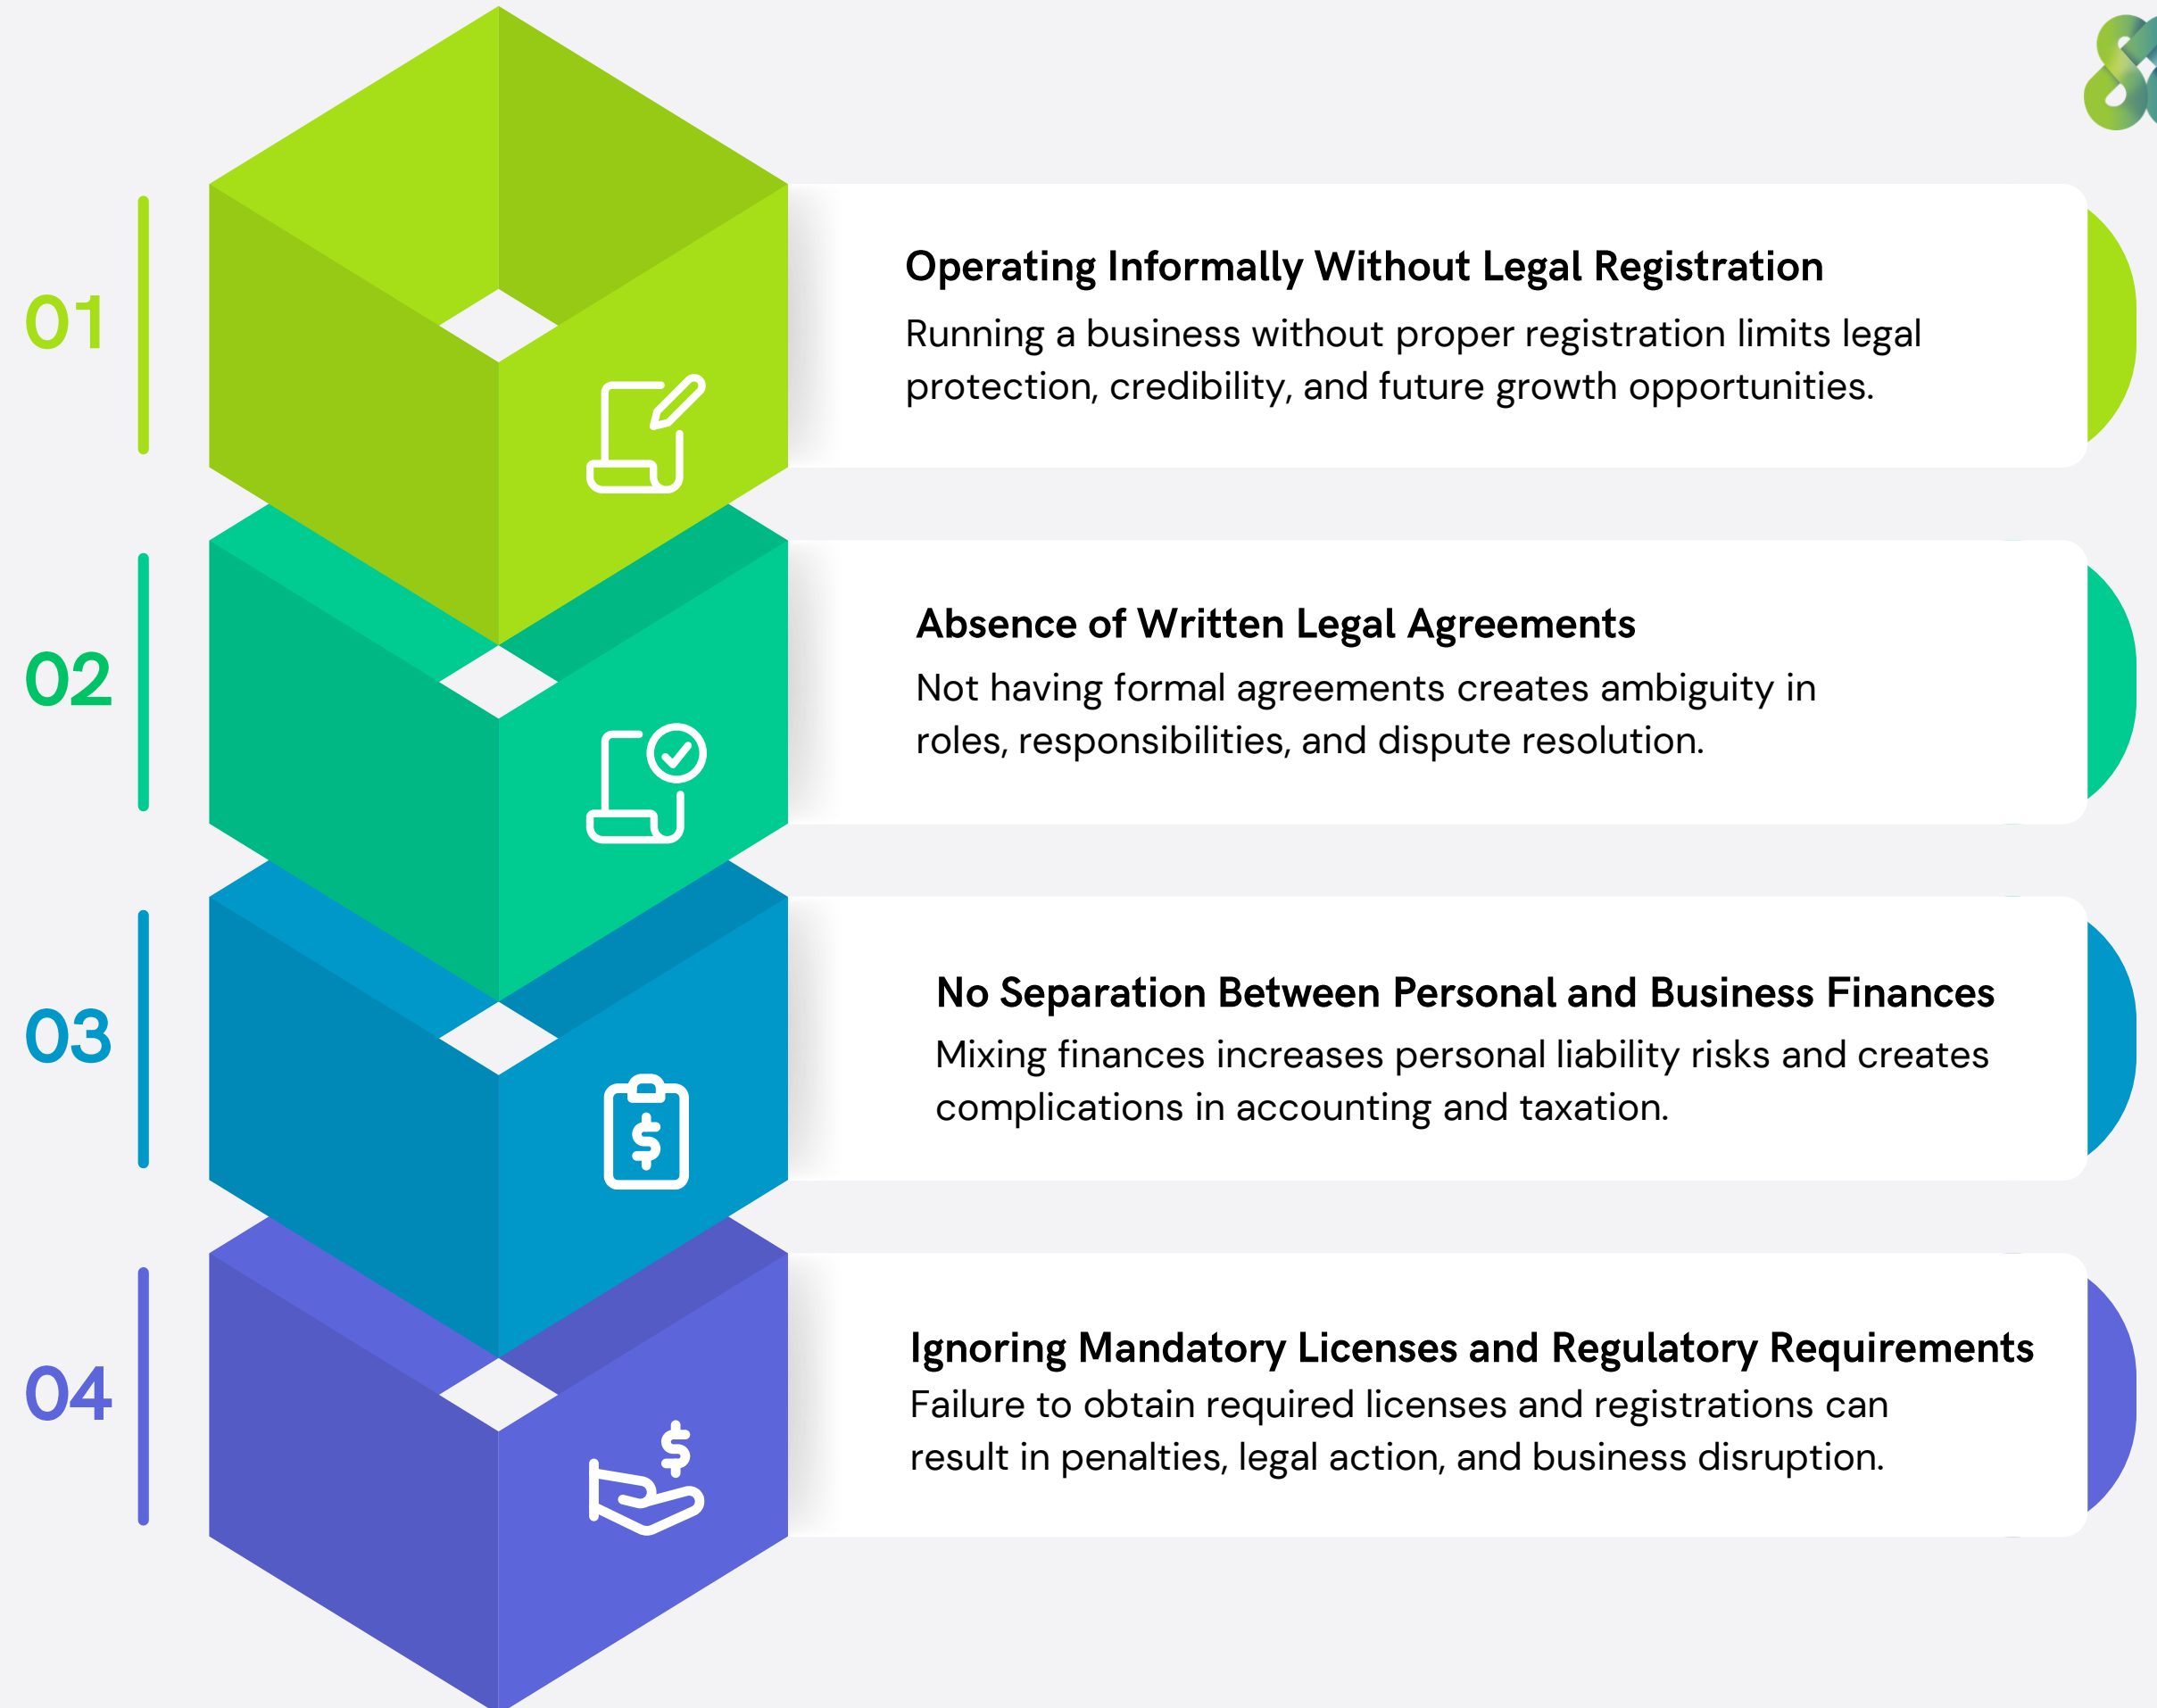 01
Operating Informally Without Legal Registration
Running a business without proper registration limits legal
protection, credibility, and future growth opportunities.
02
Absence of Written Legal Agreements
Not having formal agreements creates ambiguity in
roles, responsibilities, and dispute resolution.
03
No Separation Between Personal and Business Finances
Mixing finances increases personal liability risks and creates
complications in accounting and taxation.
04
Ignoring Mandatory Licenses and Regulatory Requirements
Failure to obtain required licenses and registrations can
result in penalties, legal action, and business disruption.